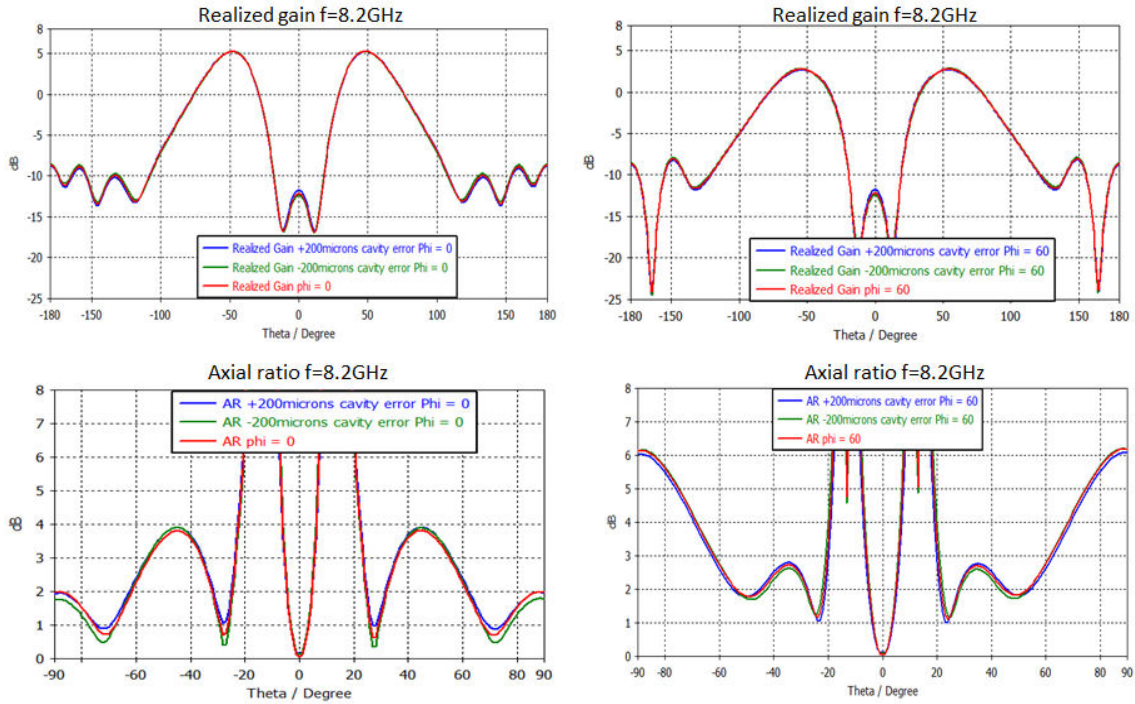 Realized gain f=8.2GHz
8
5
0
-5
-10
-15
-20
-25
dB
Realized Gain +200microns cavity error Phi = 0
Realized Gain -200microns cavity error Phi = 0
Realized Gain phi = 0
-180 -150 -100 -50 0 50 100 150 180
Theta / Degree
Realized gain f=8.2GHz
8
5
0
-5
-10
-15
-20
-25
dB
Realized Gain +200microns cavity error Phi = 60
Realized Gain -200microns cavity error Phi = 60
Realized Gain phi = 60
-180 -150 -100 -50 0 50 100 150 180
Theta / Degree
Axial ratio f=8.2GHz
8
7
6
5
4
3
2
1
0
dB
AR +200microns cavity error Phi = 0
AR -200microns cavity error Phi = 0
AR phi = 0
-90 -80 -60 -40 -20 0 20 40 60 80 90
Theta / Degree
Axial ratio f=8.2GHz
8
7
6
5
4
3
2
1
0
dB
AR +200microns cavity error Phi = 60
AR -200microns cavity error Phi = 60
AR phi = 60
-90 -80 -60 -40 -20 0 20 40 60 80 90
Theta / Degree